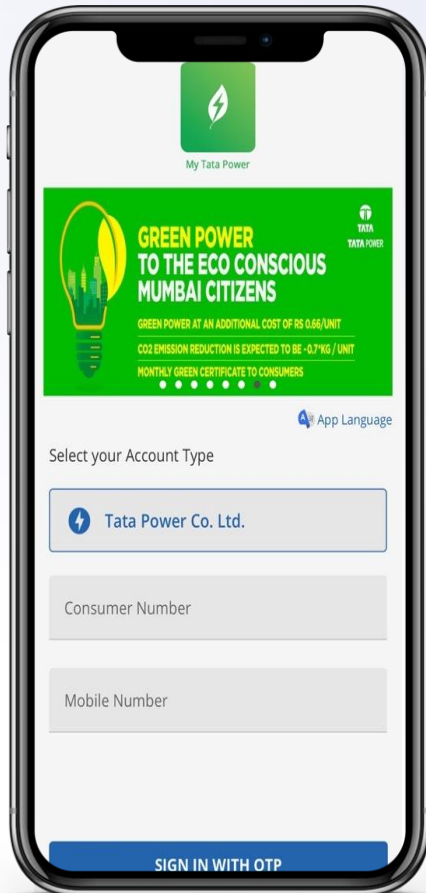 My Tata Power
GREEN POWER
TO THE ECO CONSCIOUS
MUMBAI CITIZENS
TATA
TATA POWER
GREEN POWER AT AN ADDITIONAL COST OF RS 0.66/UNIT
CO2 EMISSION REDUCTION IS EXPECTED TO BE ~0.7*KG / UNIT
MONTHLY GREEN CERTIFICATE TO CONSUMERS
App Language
Select your Account Type
Tata Power Co. Ltd.
Consumer Number
Mobile Number
SIGN IN WITH OTP